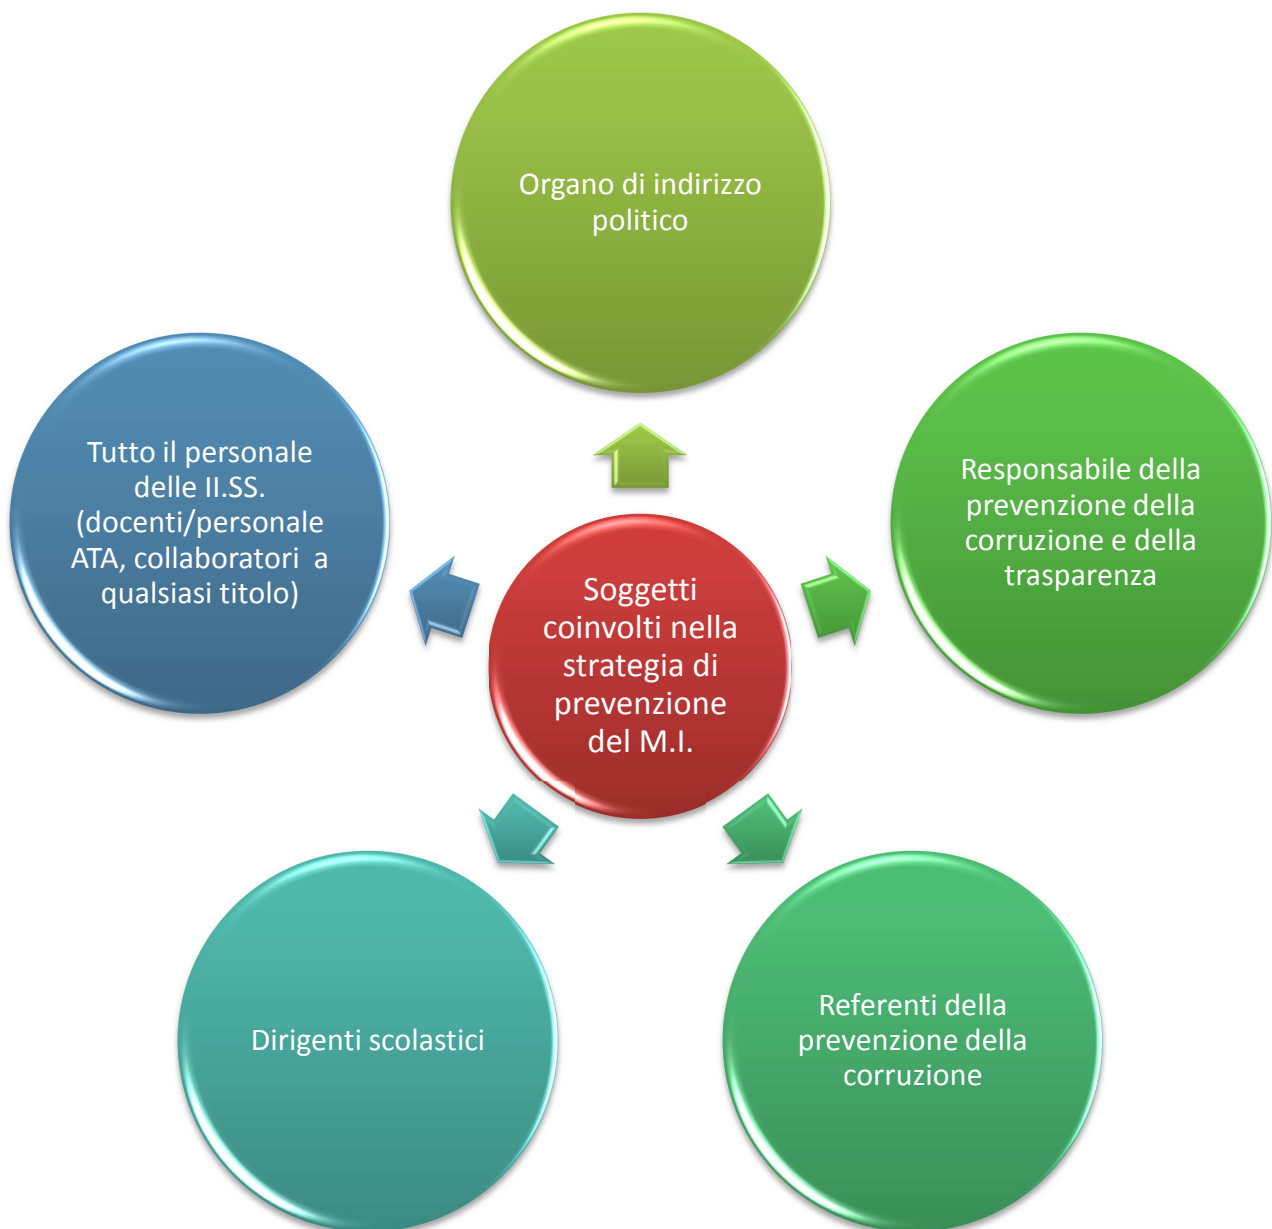 Organo di indirizzo
politico
Responsabile della
prevenzione della
corruzione e della
trasparenza
Referenti della
prevenzione della
corruzione
Dirigenti scolastici
Tutto il personale
delle II.SS.
(docenti/personale
ATA, collaboratori a
qualsiasi titolo)
Soggetti
coinvolti nella
strategia di
prevenzione
del M.I.